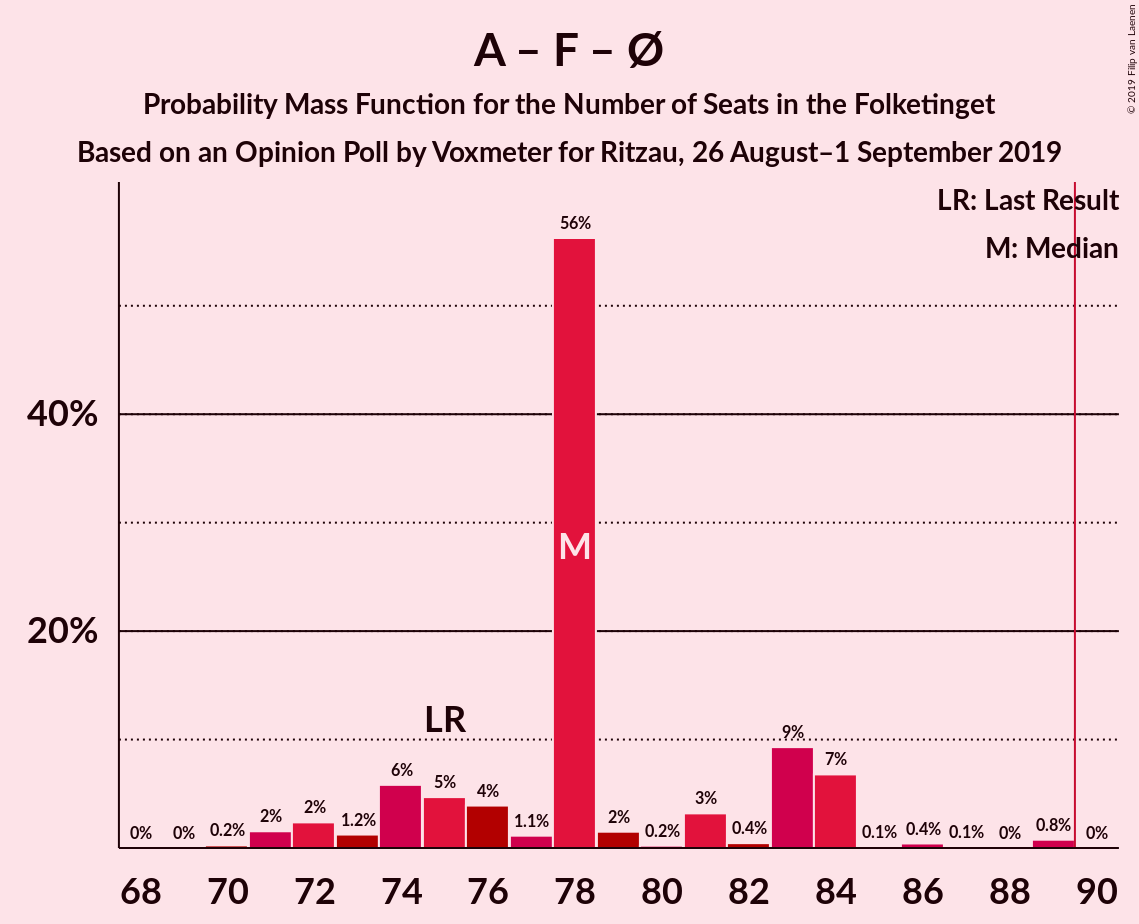 A – F – Ø
Probability Mass Function for the Number of Seats in the Folketinget
Based on an Opinion Poll by Voxmeter for Ritzau, 26 August–1 September 2019
© 2019 Filip van Laenen
LR: Last Result
M: Median
40%
20%
0% 0% 0.2% 2% 2% 1.2% 6% 5% 4% 1.1% 56% 2% 0.2% 3% 0.4% 9% 7% 0.1% 0.4% 0.1% 0% 0.8% 0%
LR
M
68 70 72 74 76 78 80 82 84 86 88 90